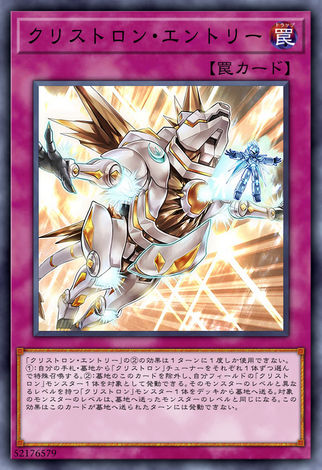 クリストロン・エントリー
トラップ
罠
【罠カード】
「クリストロン・エントリー」の②の効果は１ターンに１度しか使用できない。
①：自分の手札・墓地から「クリストロン」チューナーをそれぞれ１体ずつ選んで特殊召喚する。②：墓地のこのカードを除外し、自分フィールドの「クリストロン」モンスター１体を対象として発動できる。そのモンスターのレベルと異なるレベルを持つ「クリストロン」モンスター１体をデッキから墓地へ送る。対象のモンスターのレベルは、墓地へ送ったモンスターのレベルと同じになる。この効果はこのカードが墓地へ送られたターンには発動できない。
52176579